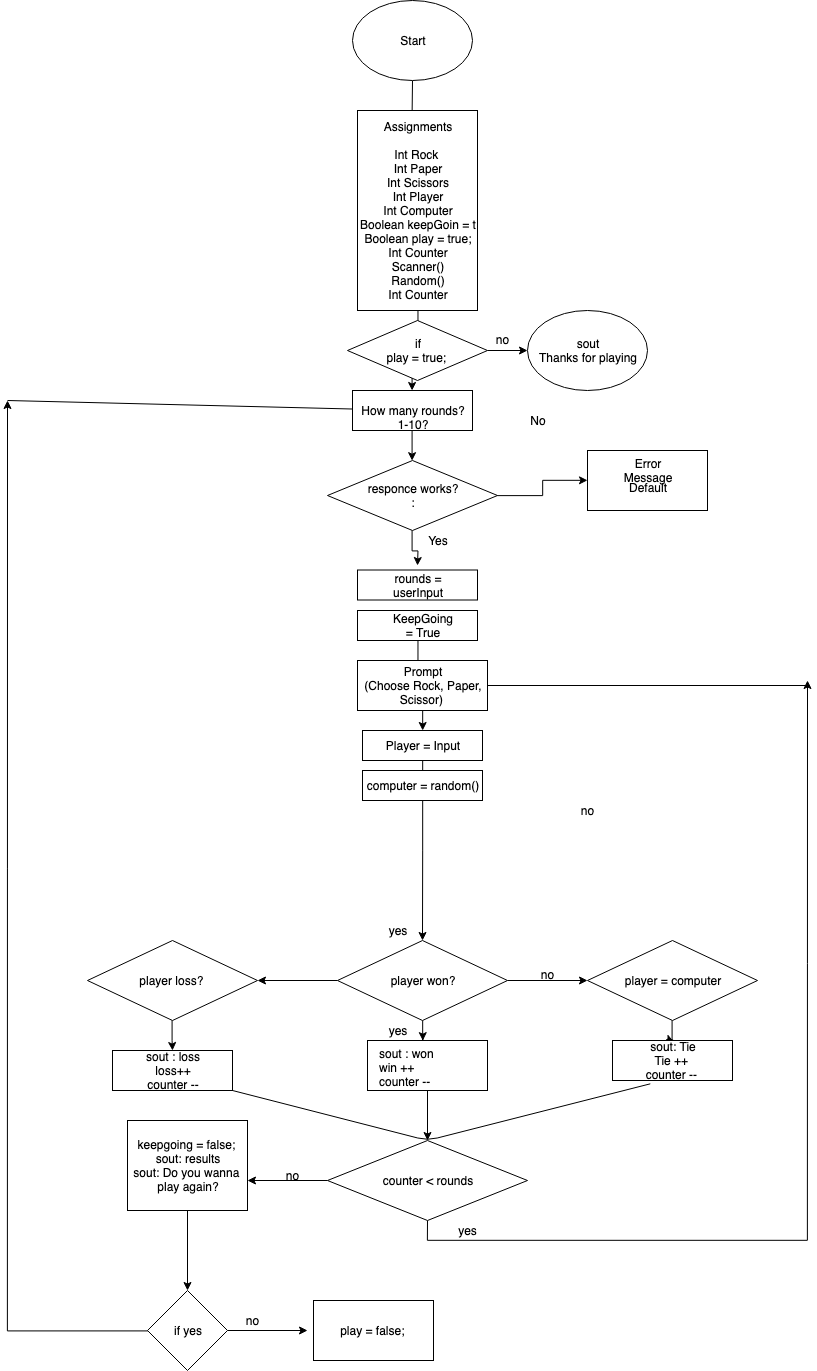 Start
Assignments
Int Rock
Int Paper
Int Scissors
Int Player
Int Computer
Boolean keepGoin = t
Boolean play = true;
Int Counter
Scanner()
Random()
Int Counter
if
play = true;
no
sout
Thanks for playing
How many rounds?
1-10?
No
responce works?
:
Error
Message
Default
Yes
rounds =
userInput
KeepGoing
= True
Prompt
(Choose Rock, Paper,
Scissor)
Player = Input
computer = random()
no
yes
player loss?
player won?
no
player = computer
yes
sout : loss
loss++
counter --
sout : won
win ++
counter --
sout: Tie
Tie ++
counter --
keepgoing = false;
sout: results
sout: Do you wanna
play again?
no
counter < rounds
yes
if yes
no
play = false;